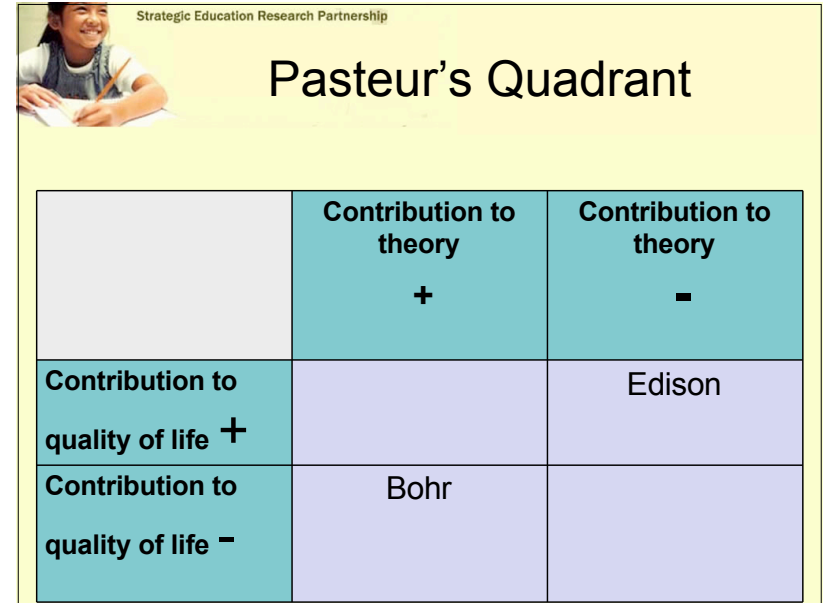 Strategic Education Research Partnership
Pasteur’s Quadrant
Contribution to
theory
+
Contribution to
theory
-
Contribution to
quality of life +
Edison
Contribution to
quality of life -
Bohr